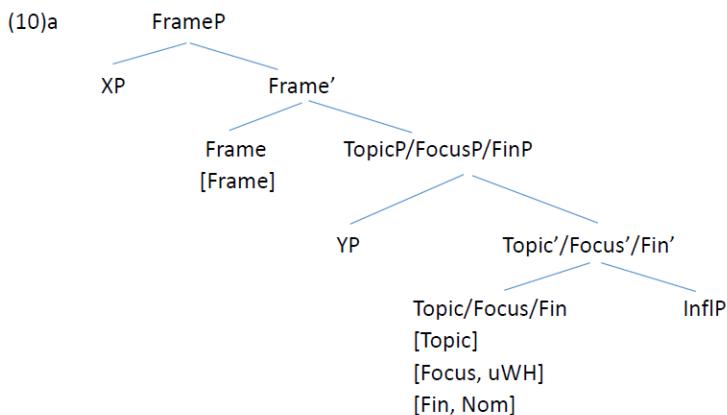 (10)a FrameP
XP Frame’
Frame TopicP/FocusP/FinP
[Frame]
YP Topic’/Focus’/Fin’
Topic/Focus/Fin InflP
[Topic]
[Focus, uWH]
[Fin, Nom]